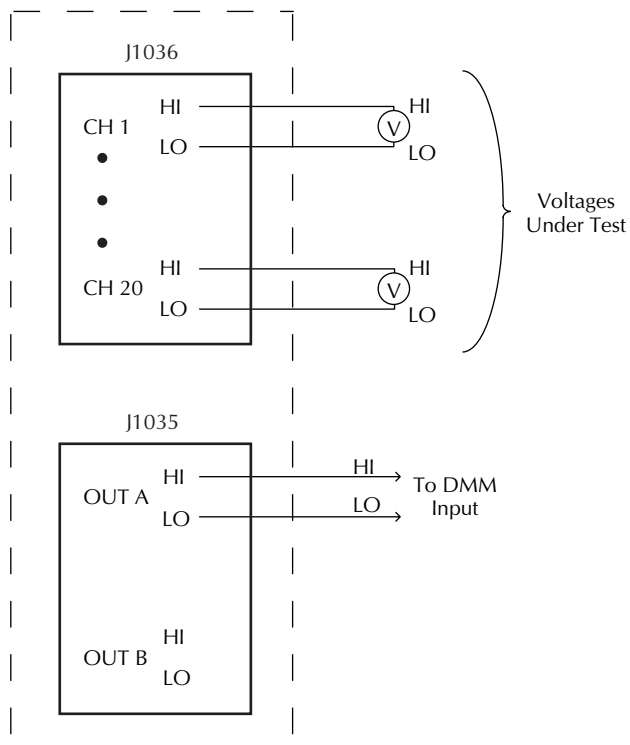 J1036
HI
CH 1
LO
HI
V
LO
HI
CH 20
LO
HI
V
LO
Voltages
Under Test
J1035
HI
OUT A
LO
HI
LO
To DMM
Input
HI
OUT B
LO